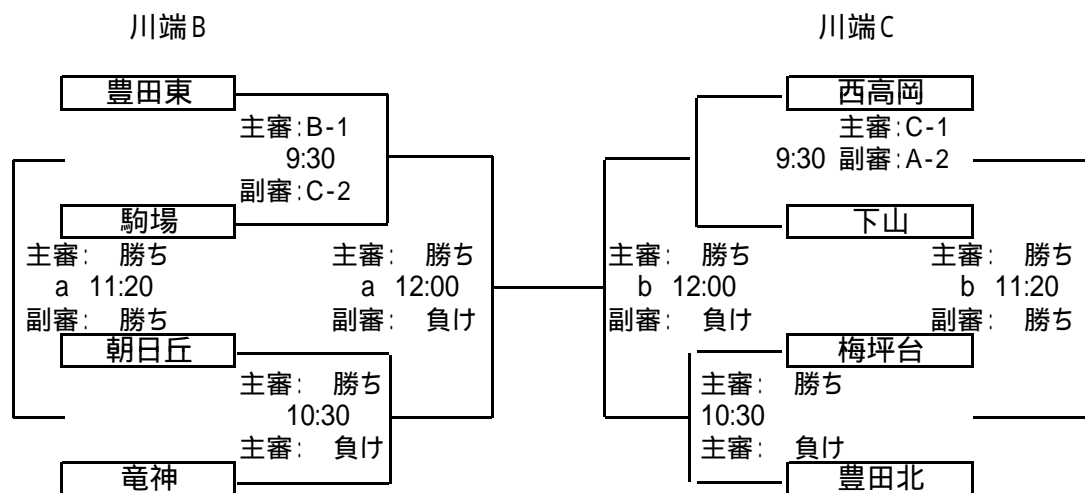 川端B 川端C
豊田東 西高岡
主審:B-1 主審:C-1
9:30 9:30 副審:A-2
副審:C-2
駒場 下山
主審: 勝ち 主審: 勝ち 主審: 勝ち 主審: 勝ち
a 11:20 a 12:00 b 12:00 b 11:20
副審: 勝ち 副審: 負け 副審: 負け 副審: 勝ち
朝日丘 梅坪台
主審: 勝ち 主審: 勝ち
10:30 10:30
主審: 負け 主審: 負け
竜神 豊田北